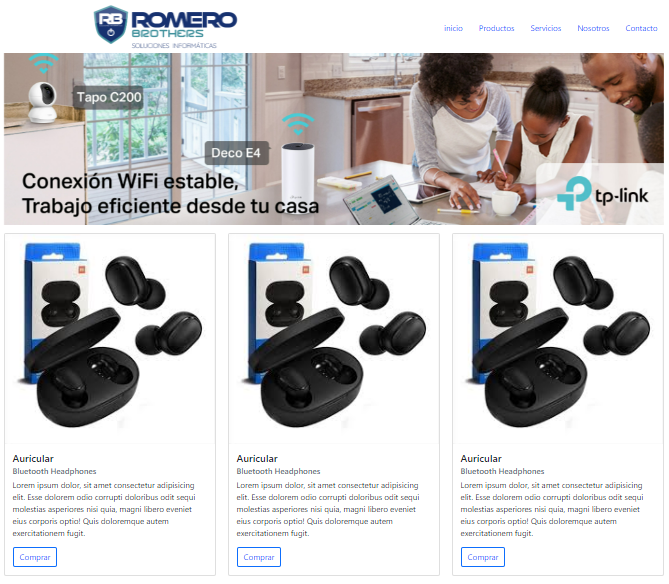 RB ROMERO
BROTHERS
SOLUCIONES INFORMÁTICAS
inicio Productos Servicios Nosotros Contacto
Tapo C200
Deco E4
Conexión WiFi estable,
Trabajo eficiente desde tu casa
tp-link
Auricular
Bluetooth Headphones
Lorem ipsum dolor, sit amet consectetur adipisicing
elit. Esse dolorem odio corrupti doloribus odit sequi
molestias asperiores nisi quia, magni libero eveniet
eius corporis optio! Quis doloremque autem
exercitationem fugit.
Comprar
Auricular
Bluetooth Headphones
Lorem ipsum dolor, sit amet consectetur adipisicing
elit. Esse dolorem odio corrupti doloribus odit sequi
molestias asperiores nisi quia, magni libero eveniet
eius corporis optio! Quis doloremque autem
exercitationem fugit.
Comprar
Auricular
Bluetooth Headphones
Lorem ipsum dolor, sit amet consectetur adipisicing
elit. Esse dolorem odio corrupti doloribus odit sequi
molestias asperiores nisi quia, magni libero eveniet
eius corporis optio! Quis doloremque autem
exercitationem fugit.
Comprar